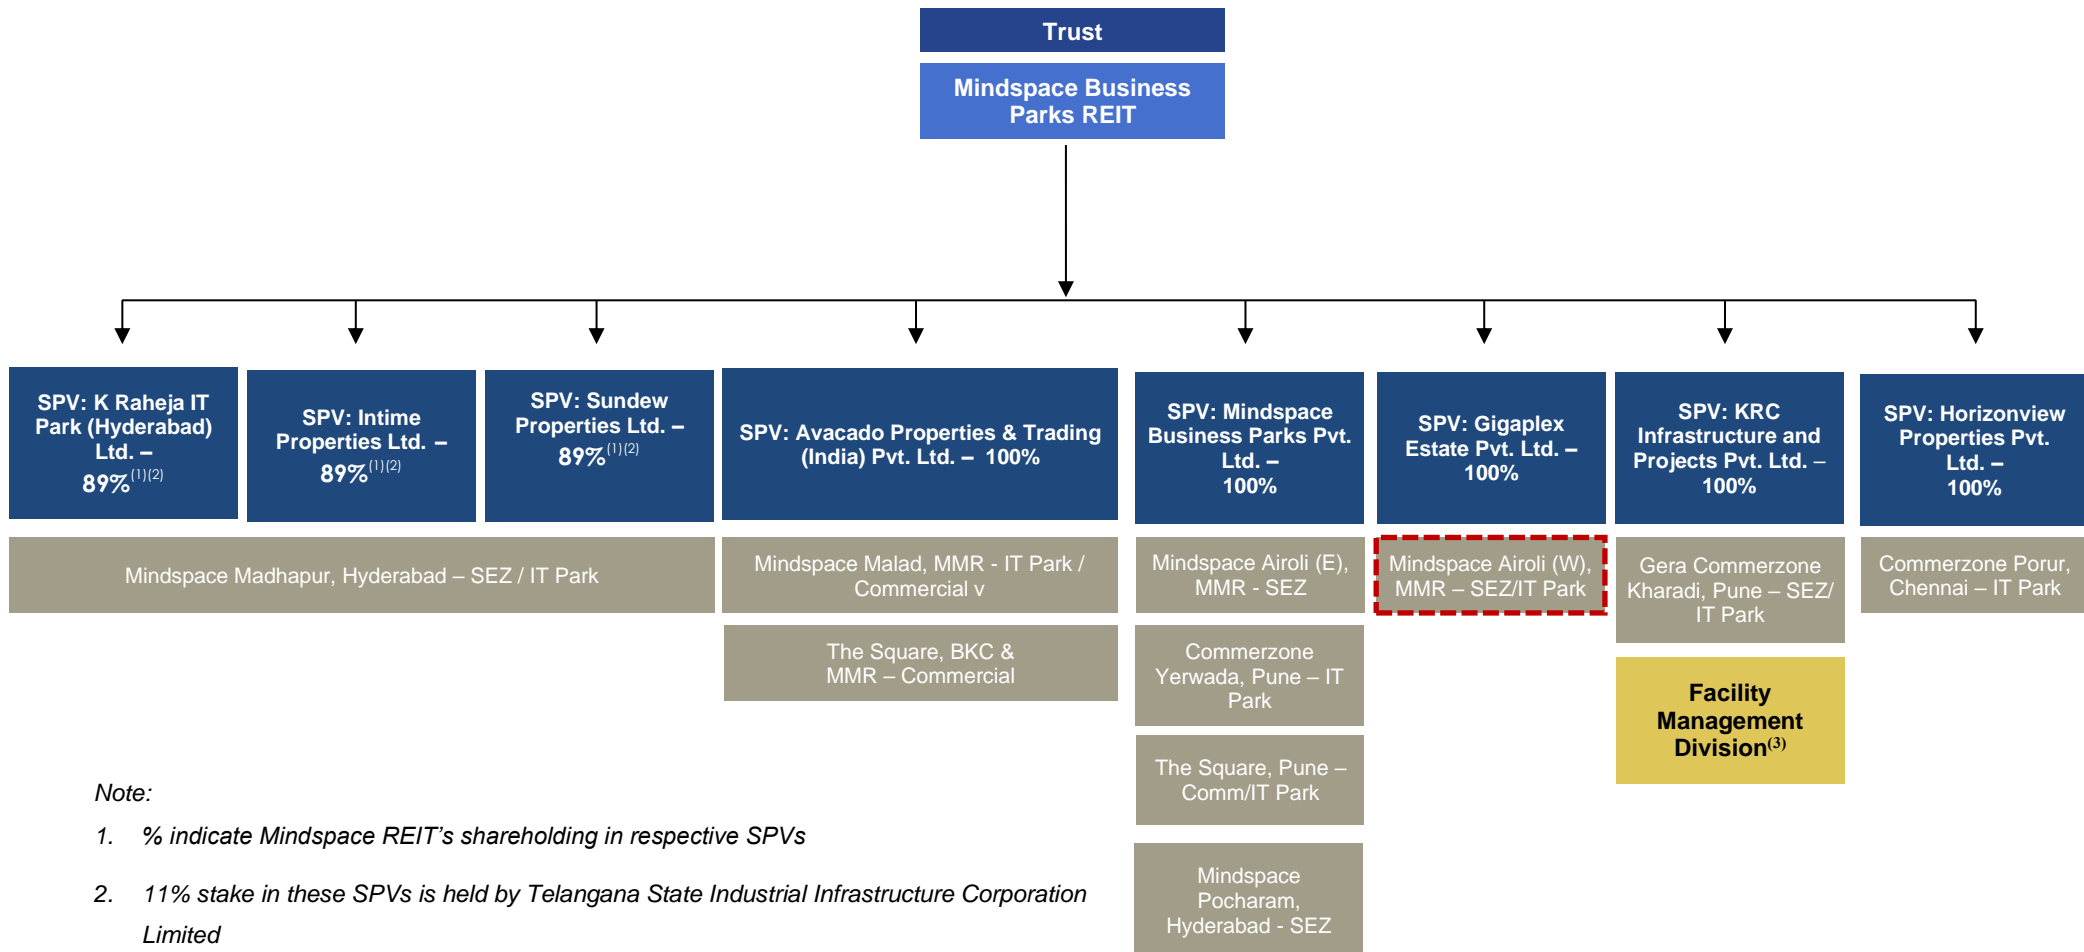 Trust
Mindspace Business
Parks REIT
SPV: K Raheja IT
Park (Hyderabad)
Ltd. –
89%(1)(2)
SPV: Intime
Properties Ltd. –
89%(1)(2)
SPV: Sundew
Properties Ltd. –
89%(1)(2)
SPV: Avacado Properties & Trading
(India) Pvt. Ltd. – 100%
SPV: Mindspace
Business Parks Pvt.
Ltd. –
100%
SPV: Gigaplex
Estate Pvt. Ltd. –
100%
SPV: KRC
Infrastructure and
Projects Pvt. Ltd. –
100%
SPV: Horizonview
Properties Pvt.
Ltd. –
100%
Mindspace Madhapur, Hyderabad – SEZ / IT Park
Mindspace Malad, MMR - IT Park /
Commercial v
Mindspace Airoli (E),
MMR - SEZ
Mindspace Airoli (W),
MMR – SEZ/IT Park
Gera Commerzone
Kharadi, Pune – SEZ/
IT Park
Commerzone Porur,
Chennai – IT Park
The Square, BKC &
MMR – Commercial
Commerzone
Yerwada, Pune – IT
Park
Facility
Management
Division(3)
The Square, Pune –
Comm/IT Park
Mindspace
Pocharam,
Hyderabad - SEZ
Note:
1. % indicate Mindspace REIT’s shareholding in respective SPVs
2. 11% stake in these SPVs is held by Telangana State Industrial Infrastructure Corporation
Limited